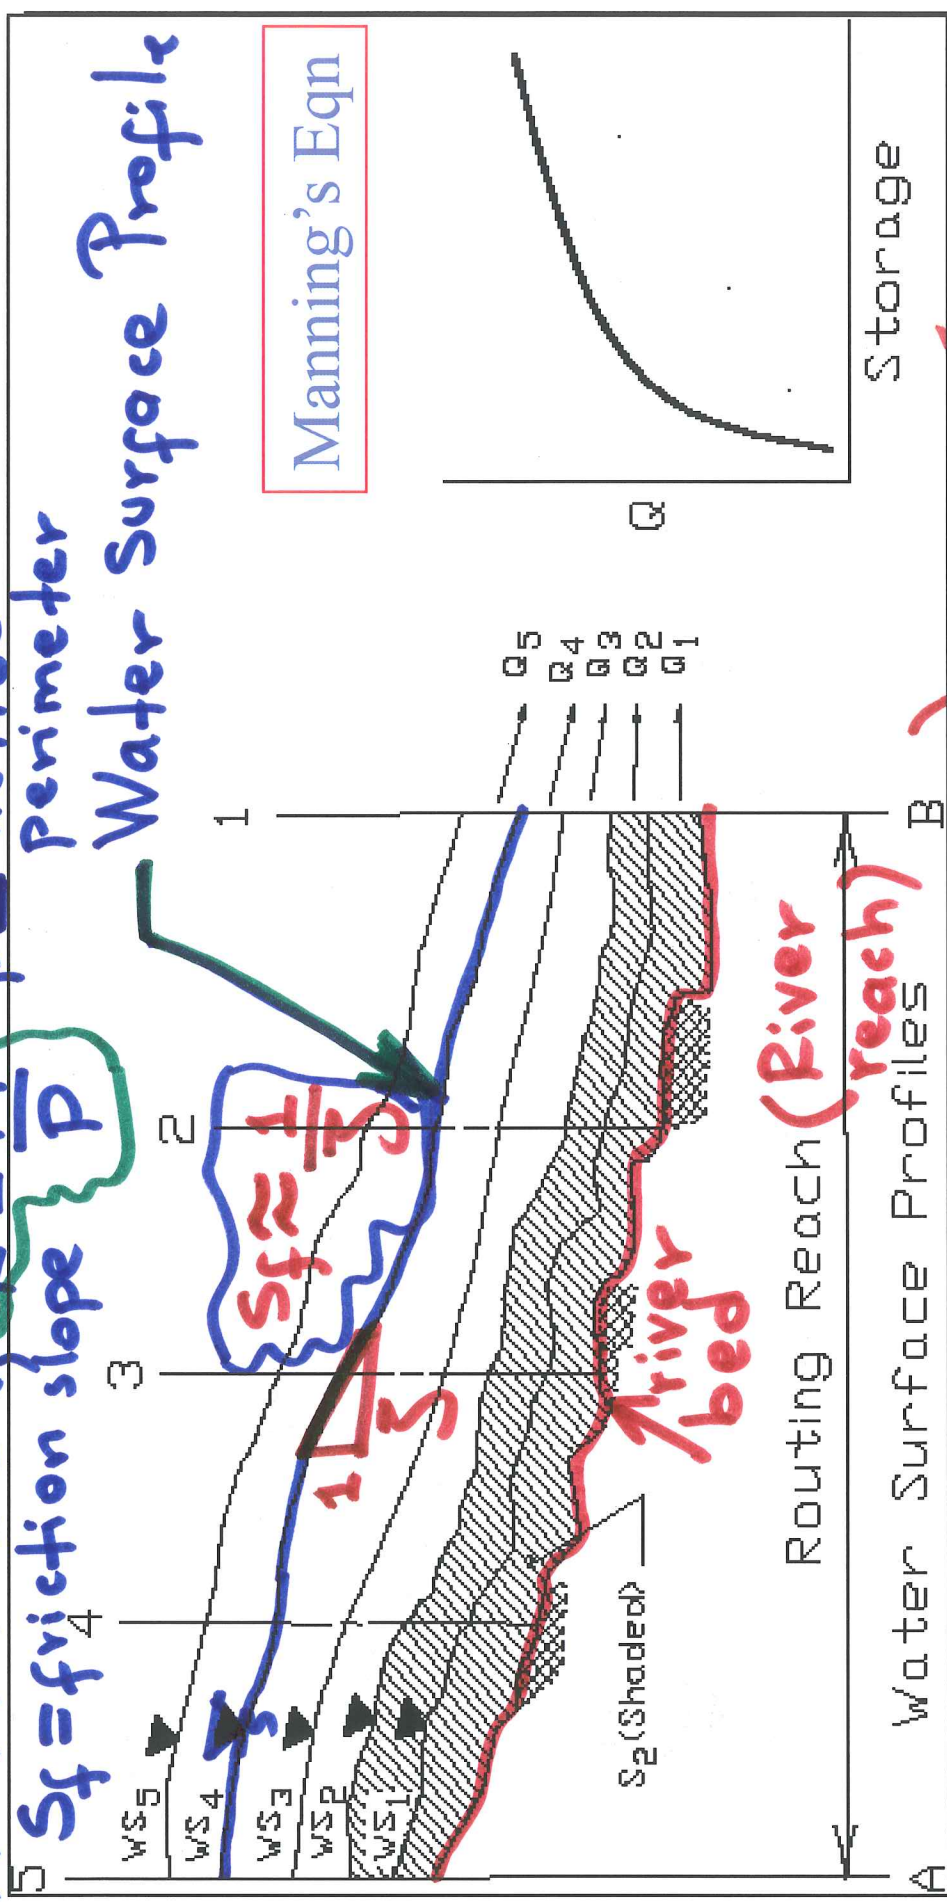 perimeter
Sf = friction slope
P
Water Surface Profile
Manning's Eqn
5
4
3
2
1
Sf ≈ 1/3
1
3
WS5
WS4
WS3
WS2
WS1
Q5
Q4
Q3
Q2
Q1
S2 (Shaded)
river
bed
Routing Reach
(River
reach)
A
B
Water Surface Profiles
Q
Storage